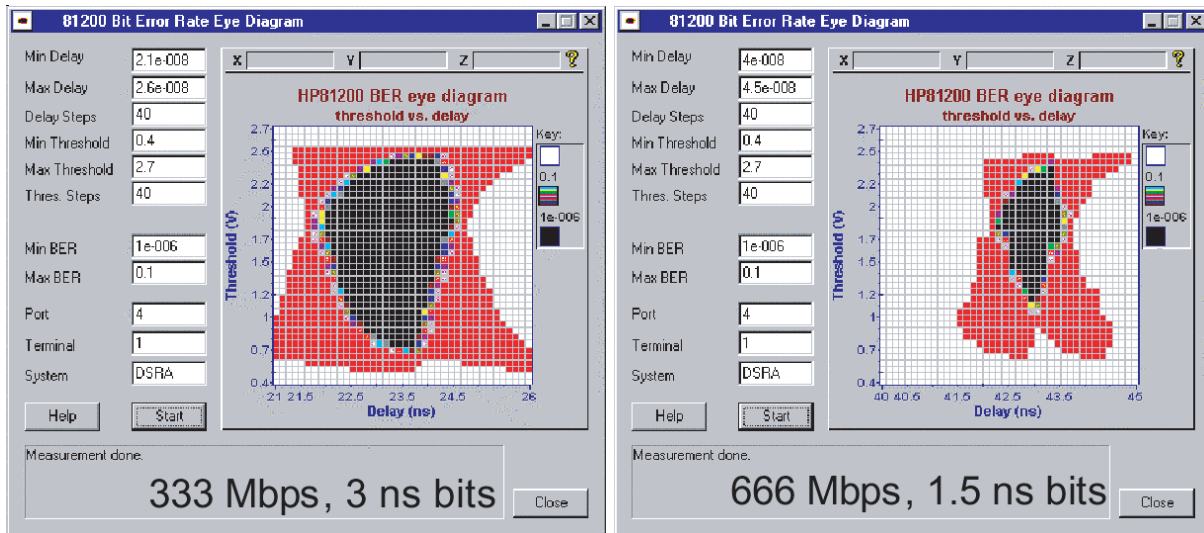 81200 Bit Error Rate Eye Diagram
Min Delay 2.1e-008
Max Delay 2.6e-008
Delay Steps 40
Min Threshold 0.4
Max Threshold 2.7
Thres. Steps 40
Min BER 1e-006
Max BER 0.1
Port 4
Terminal 1
System DSRA
Help
Start
X
Y
Z
?
HP81200 BER eye diagram
threshold vs. delay
Key:
0.1
1e-006
Threshold (V)
2.7
2.5
2.2
2
1.7
1.5
1.2
1
0.7
0.4
21 21.5 22.5 23.5 24.5 26
Delay (ns)
Measurement done.
333 Mbps, 3 ns bits
Close
81200 Bit Error Rate Eye Diagram
Min Delay 4e-008
Max Delay 4.5e-008
Delay Steps 40
Min Threshold 0.4
Max Threshold 2.7
Thres. Steps 40
Min BER 1e-006
Max BER 0.1
Port 4
Terminal 1
System DSRA
Help
Start
X
Y
Z
?
HP81200 BER eye diagram
threshold vs. delay
Key:
0.1
1e-006
Threshold (V)
2.7
2.5
2.2
2
1.7
1.5
1.2
1
0.7
0.4
40 40.5 41.5 42.5 43.5 45
Delay (ns)
Measurement done.
666 Mbps, 1.5 ns bits
Close